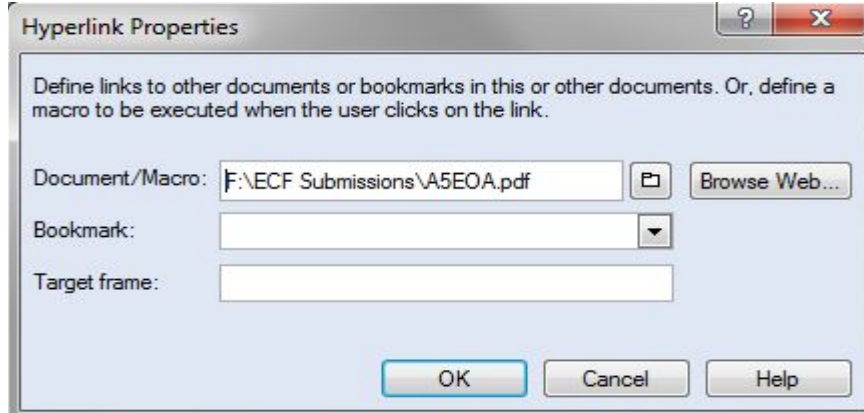 Hyperlink Properties
Define links to other documents or bookmarks in this or other documents. Or, define a
macro to be executed when the user clicks on the link.
Document/Macro: F:\ECF Submissions\A5EOA.pdf Browse Web...
Bookmark:
Target frame:
OK Cancel Help